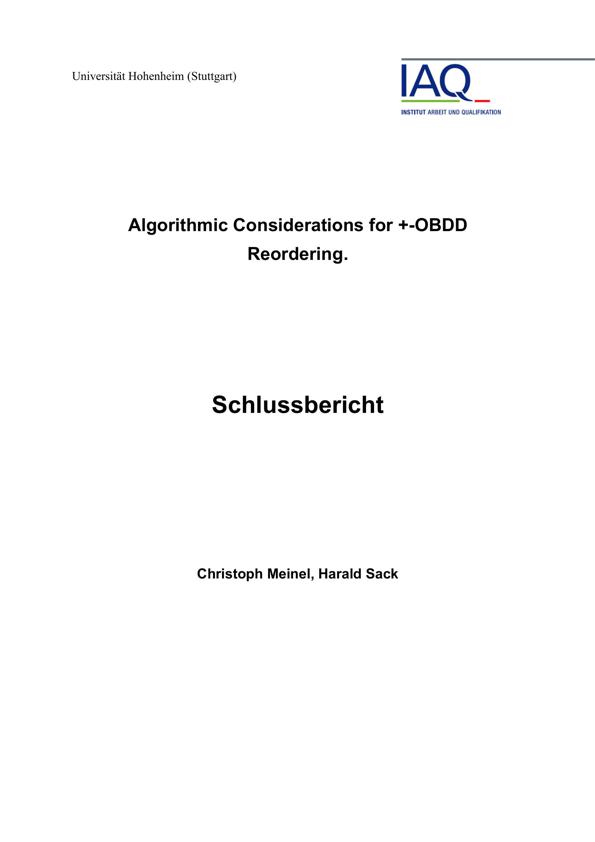 Universität Hohenheim (Stuttgart)
IAQ
INSTITUT ARBEIT UND QUALIFIKATION
Algorithmic Considerations for +-OBDD
Reordering.
Schlussbericht
Christoph Meinel, Harald Sack